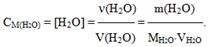 C_M(H2O) = [H2O] = ν(H2O) / V(H2O) = m(H2O) / M_H2O·V_H2O.